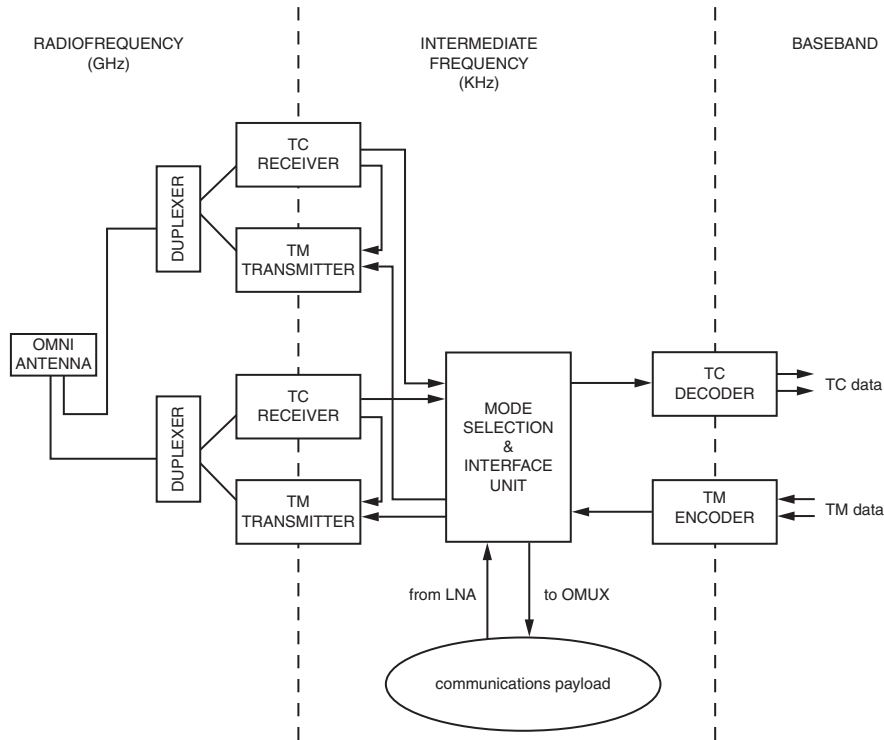 RADIOFREQUENCY
(GHz)
INTERMEDIATE
FREQUENCY
(KHz)
BASEBAND
TC
RECEIVER
DUPLEXER
TM
TRANSMITTER
OMNI
ANTENNA
TC
RECEIVER
DUPLEXER
TM
TRANSMITTER
MODE
SELECTION
&
INTERFACE
UNIT
TC
DECODER
TC data
TM
ENCODER
TM data
from LNA
to OMUX
communications payload